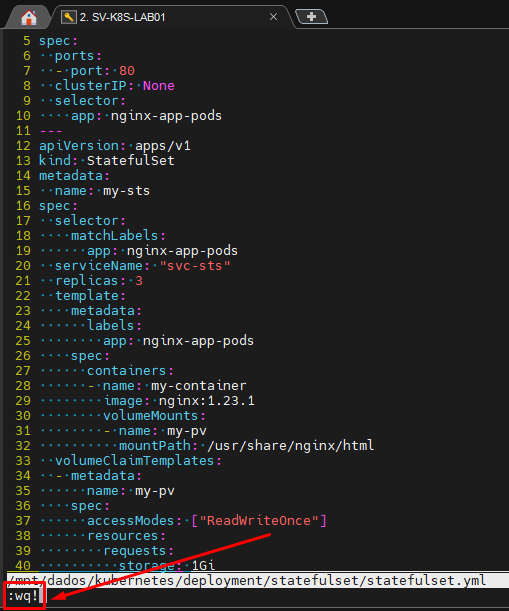 2. SV-K8S-LAB01
5 spec:
6   ports:
7   - port: 80
8   clusterIP: None
9   selector:
10     app: nginx-app-pods
11 ---
12 apiVersion: apps/v1
13 kind: StatefulSet
14 metadata:
15   name: my-sts
16 spec:
17   selector:
18     matchLabels:
19       app: nginx-app-pods
20   serviceName: "svc-sts"
21   replicas: 3
22   template:
23     metadata:
24       labels:
25         app: nginx-app-pods
26     spec:
27       containers:
28       - name: my-container
29         image: nginx:1.23.1
30         volumeMounts:
31         - name: my-pv
32           mountPath: /usr/share/nginx/html
33   volumeClaimTemplates:
34   - metadata:
35       name: my-pv
36     spec:
37       accessModes: ["ReadWriteOnce"]
38       resources:
39         requests:
40           storage: 1Gi
/mnt/dados/kubernetes/deployment/statefulset/statefulset.yml
:wq!